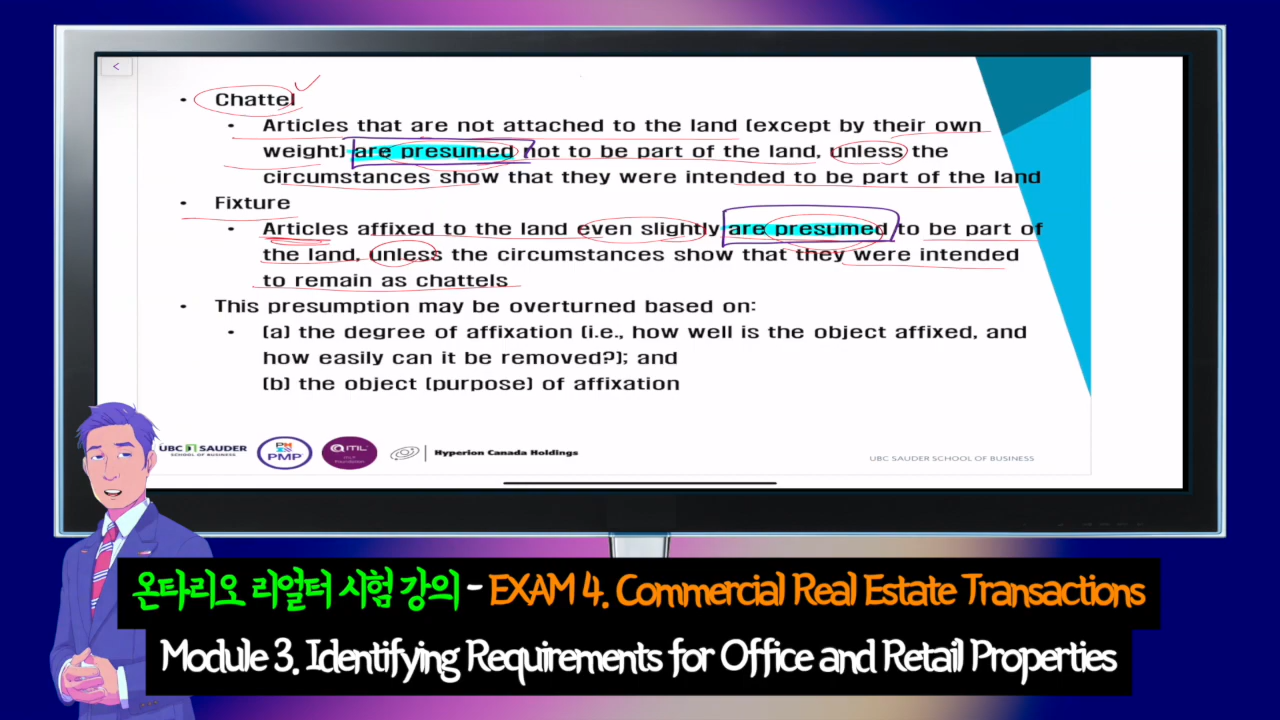 <
• Chattel
• Articles that are not attached to the land (except by their own
weight) are presumed not to be part of the land, unless the
circumstances show that they were intended to be part of the land
• Fixture
• Articles affixed to the land even slightly are presumed to be part of
the land, unless the circumstances show that they were intended
to remain as chattels
• This presumption may be overturned based on:
• (a) the degree of affixation (i.e., how well is the object affixed, and
how easily can it be removed?); and
(b) the object (purpose) of affixation
UBC SAUDER
SCHOOL OF BUSINESS
PMP
ITIL
Hyperion Canada Holdings
UBC SAUDER SCHOOL OF BUSINESS
온타리오 리얼터 시험 강의 - EXAM 4. Commercial Real Estate Transactions
Module 3. Identifying Requirements for Office and Retail Properties